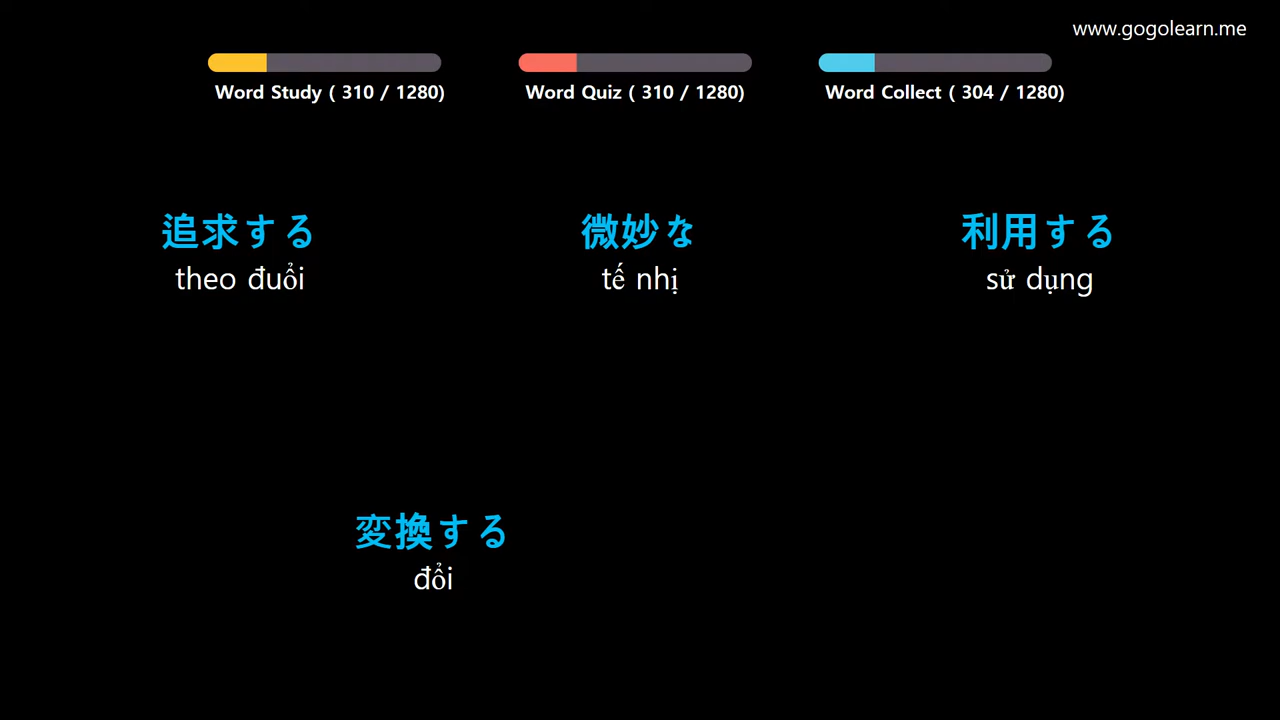 www.gogolearn.me
Word Study ( 310 / 1280)
Word Quiz ( 310 / 1280)
Word Collect ( 304 / 1280)
追求する
theo đuổi
微妙な
tế nhị
利用する
sử dụng
変換する
đổi